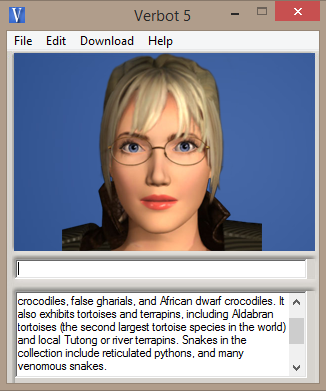 Verbot 5
File Edit Download Help
crocodiles, false gharials, and African dwarf crocodiles. It
also exhibits tortoises and terrapins, including Aldabran
tortoises (the second largest tortoise species in the world)
and local Tutong or river terrapins. Snakes in the
collection include reticulated pythons, and many
venomous snakes.